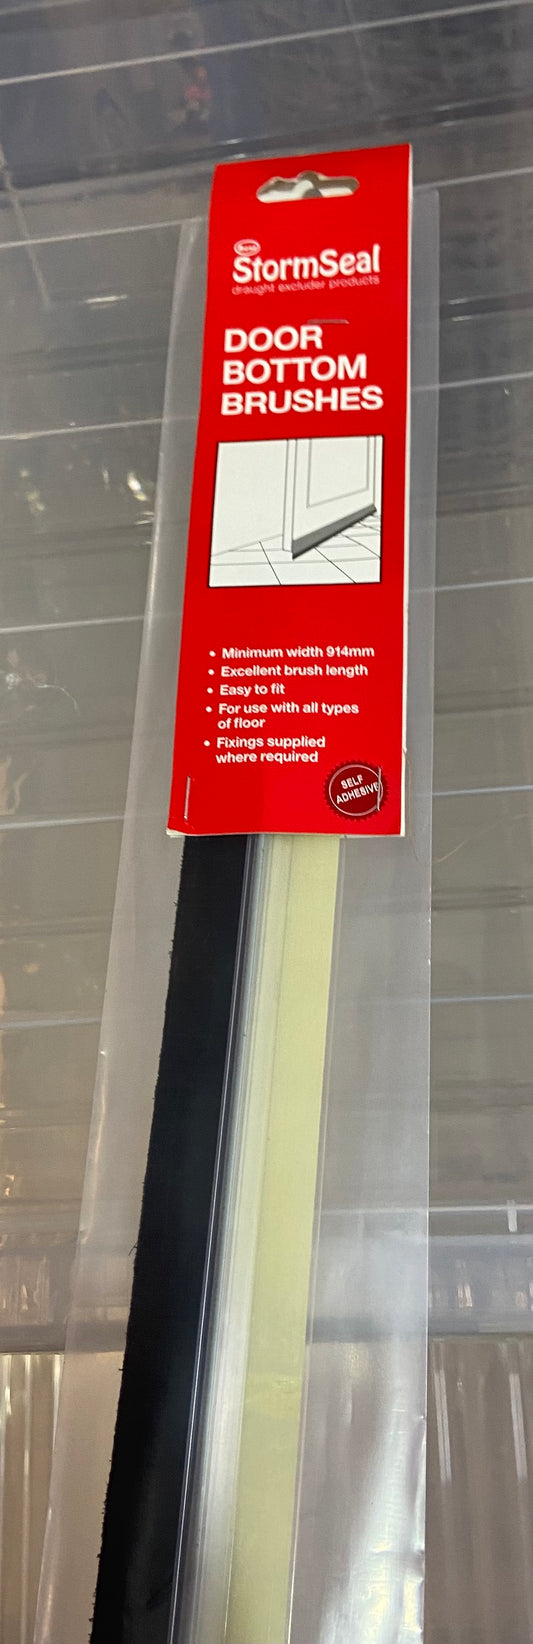 StormSeal
draught excluder products
DOOR
BOTTOM
BRUSHES
• Minimum width 914mm
• Excellent brush length
• Easy to fit
• For use with all types
of floor
• Fixings supplied
where required
SELF
ADHESIVE